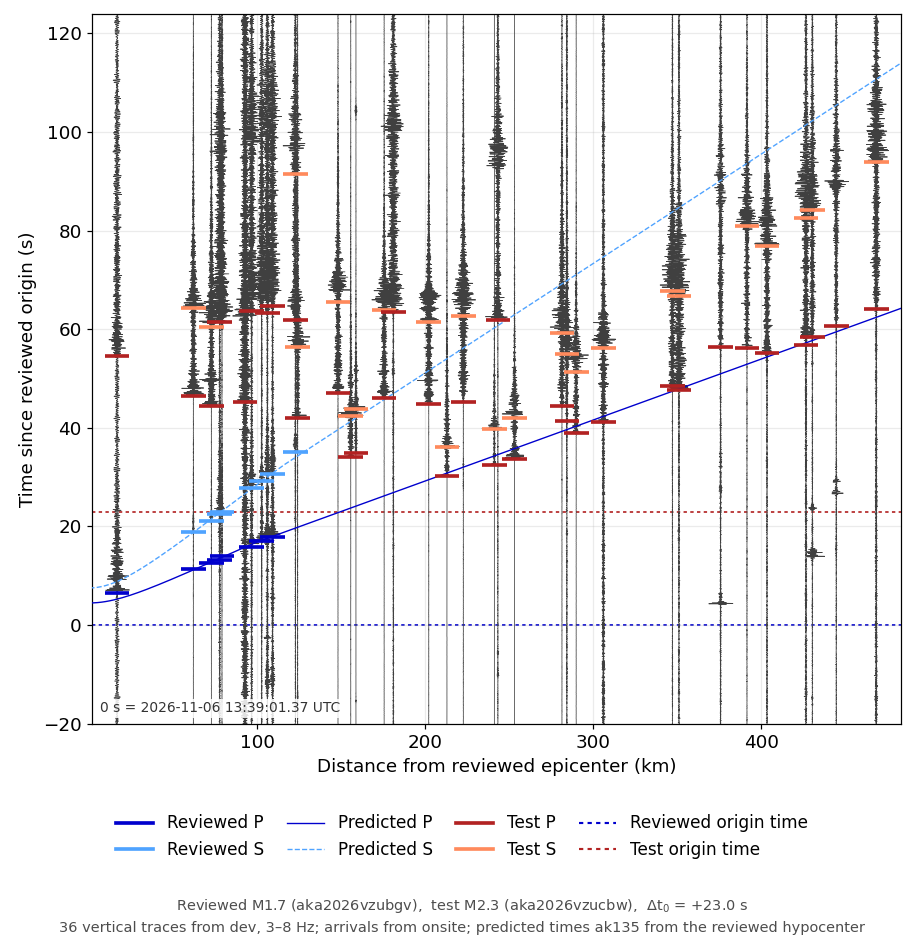 120
100
80
60
40
20
0
−20
Time since reviewed origin (s)
0 s = 2026-11-06 13:39:01.37 UTC
100 200 300 400
Distance from reviewed epicenter (km)
Reviewed P Predicted P Test P Reviewed origin time
Reviewed S Predicted S Test S Test origin time
Reviewed M1.7 (aka2026vzubgv), test M2.3 (aka2026vzucbw), Δt₀ = +23.0 s
36 vertical traces from dev, 3–8 Hz; arrivals from onsite; predicted times ak135 from the reviewed hypocenter